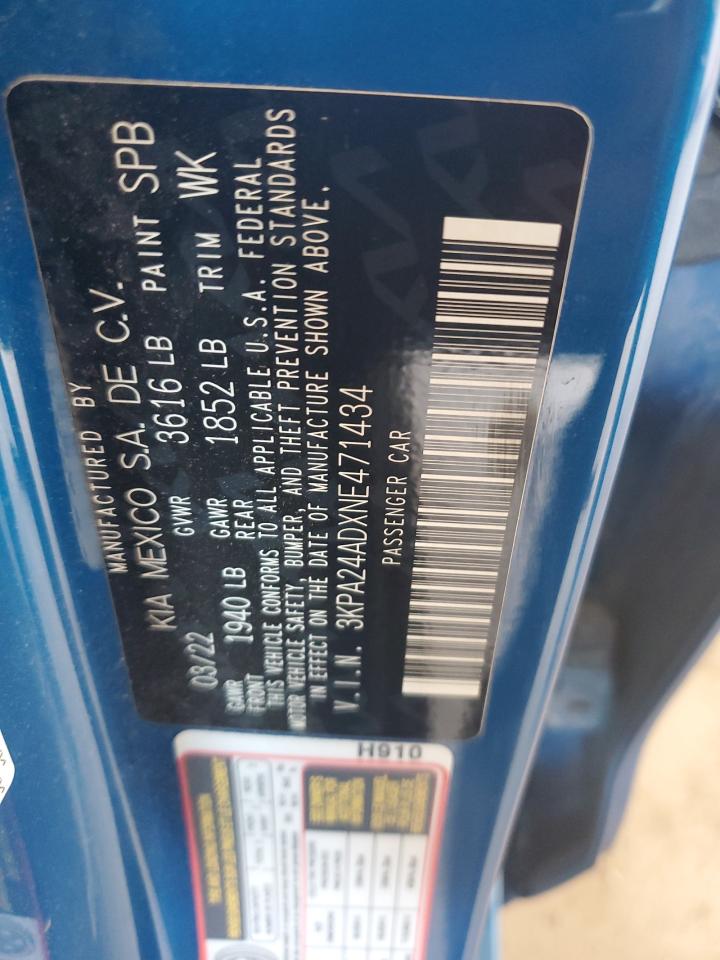 MANUFACTURED BY
KIA MEXICO S.A. DE C.V.
03/22 GVWR 3616 LB PAINT SPB
GAWR FRONT 1940 LB GAWR REAR 1852 LB TRIM WK
THIS VEHICLE CONFORMS TO ALL APPLICABLE U.S.A. FEDERAL
MOTOR VEHICLE SAFETY, BUMPER, AND THEFT PREVENTION STANDARDS
IN EFFECT ON THE DATE OF MANUFACTURE SHOWN ABOVE.
V.I.N. 3KPA24ADXNE471434
PASSENGER CAR
H910